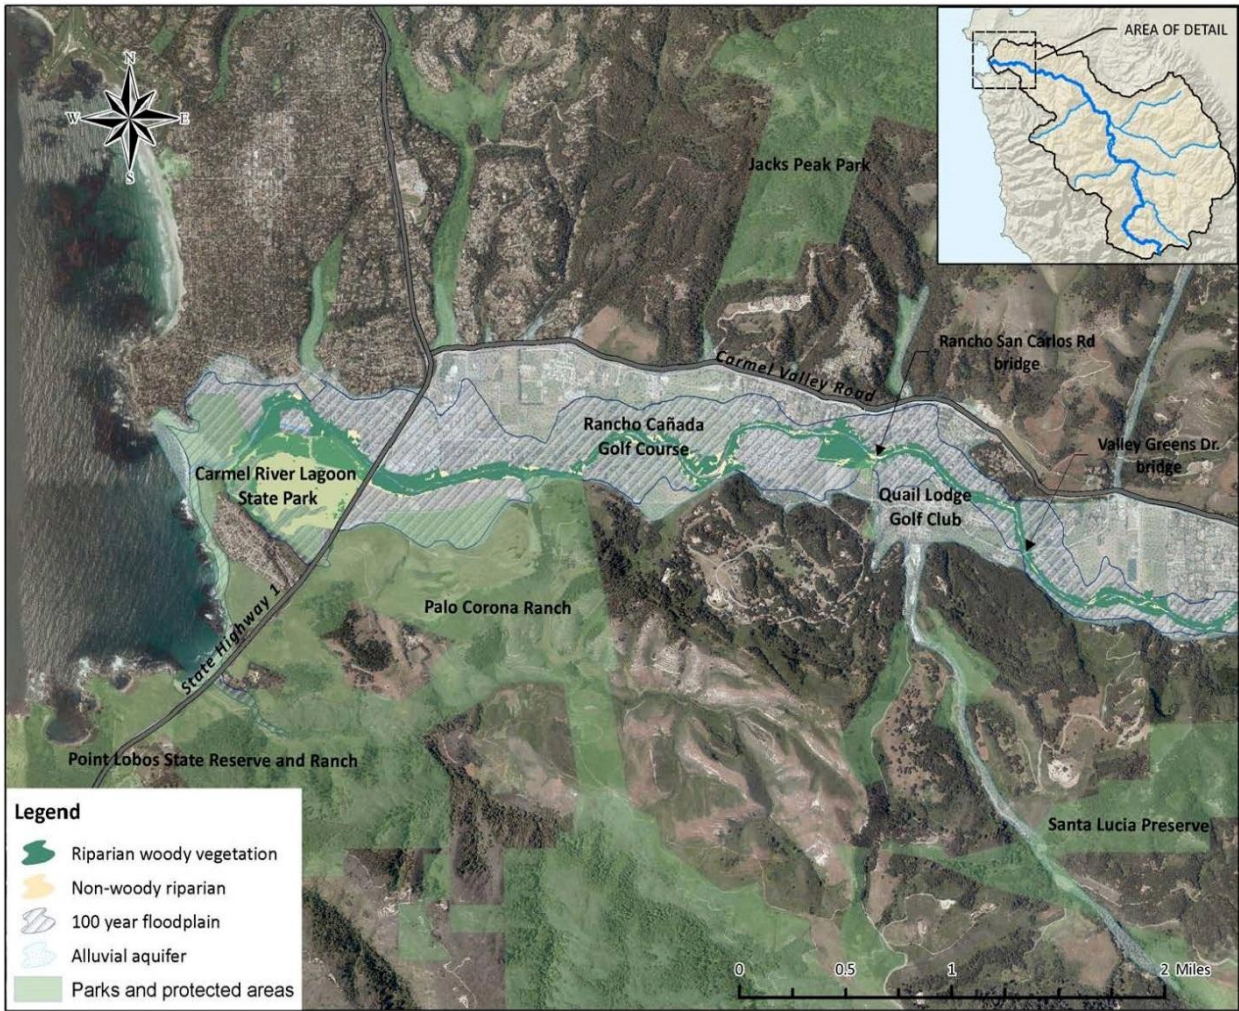 AREA OF DETAIL
N
W E
S
Jacks Peak Park
Rancho San Carlos Rd
bridge
Carmel Valley Road
Rancho Cañada
Golf Course
Valley Greens Dr.
bridge
Carmel River Lagoon
State Park
Quail Lodge
Golf Club
Palo Corona Ranch
State Highway 1
Point Lobos State Reserve and Ranch
Santa Lucia Preserve
Legend
Riparian woody vegetation
Non-woody riparian
100 year floodplain
Alluvial aquifer
Parks and protected areas
0 0.5 1 2 Miles